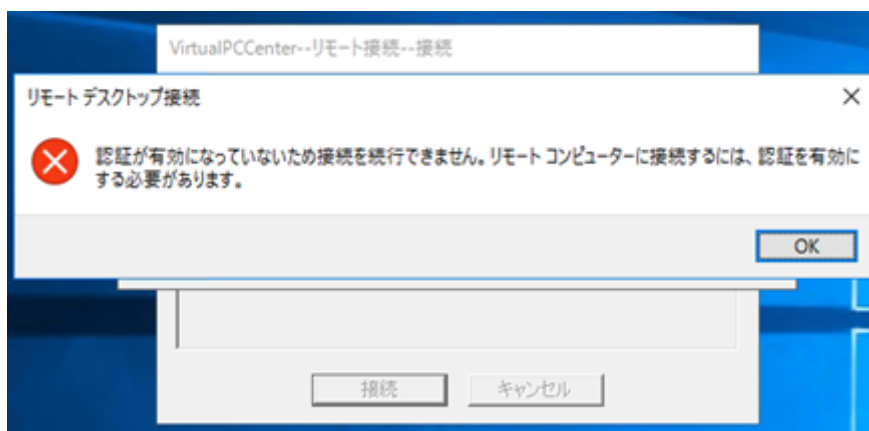 VirtualPCCenter--リモート接続--接続
リモート デスクトップ接続
認証が有効になっていないため接続を続行できません。リモート コンピューターに接続するには、認証を有効に
する必要があります。
OK
接続
キャンセル